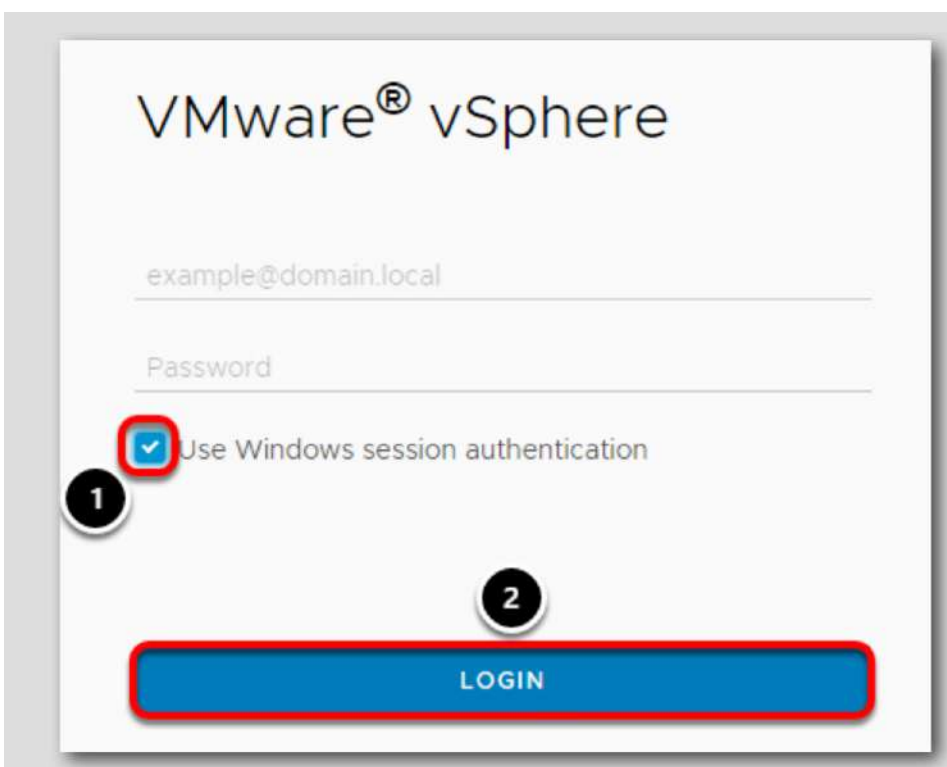 VMware® vSphere
example@domain.local
Password
Use Windows session authentication
1
2
LOGIN